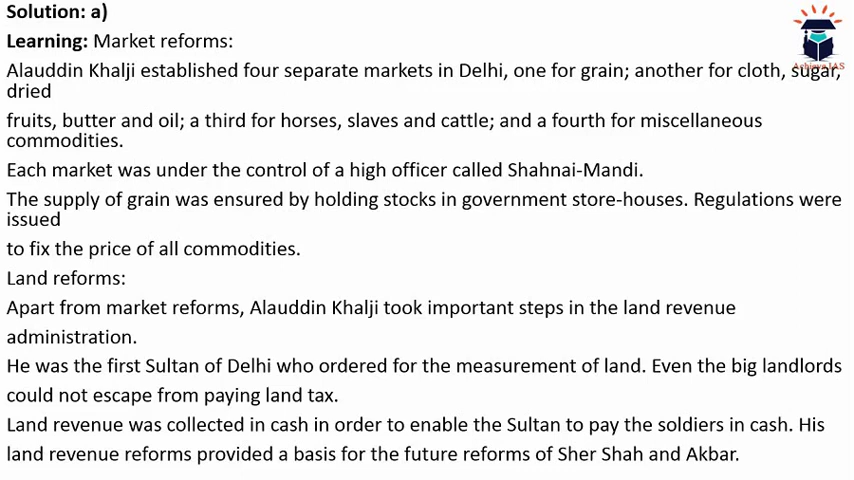 Solution: a)
Learning: Market reforms:
Alauddin Khalji established four separate markets in Delhi, one for grain; another for cloth, sugar,
dried
fruits, butter and oil; a third for horses, slaves and cattle; and a fourth for miscellaneous
commodities.
Each market was under the control of a high officer called Shahnai-Mandi.
The supply of grain was ensured by holding stocks in government store-houses. Regulations were
issued
to fix the price of all commodities.
Land reforms:
Apart from market reforms, Alauddin Khalji took important steps in the land revenue
administration.
He was the first Sultan of Delhi who ordered for the measurement of land. Even the big landlords
could not escape from paying land tax.
Land revenue was collected in cash in order to enable the Sultan to pay the soldiers in cash. His
land revenue reforms provided a basis for the future reforms of Sher Shah and Akbar.